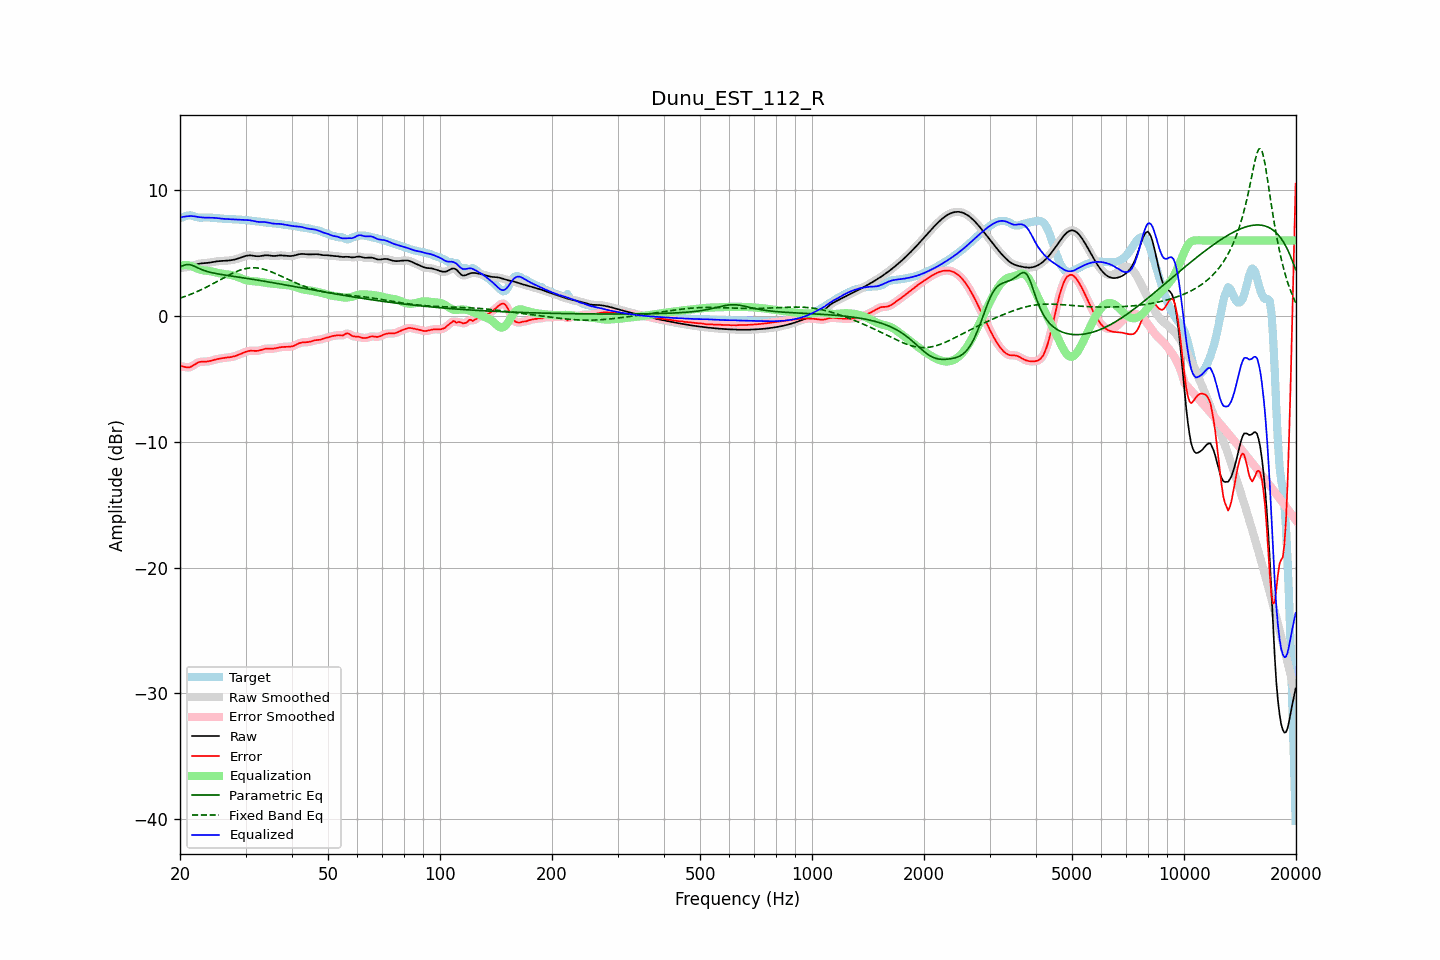 Dunu_EST_112_R
Amplitude (dBr)
10
0
−10
−20
−30
−40
Target
Raw Smoothed
Error Smoothed
Raw
Error
Equalization
Parametric Eq
Fixed Band Eq
Equalized
20
50
100
200
500
1000
2000
5000
10000
20000
Frequency (Hz)